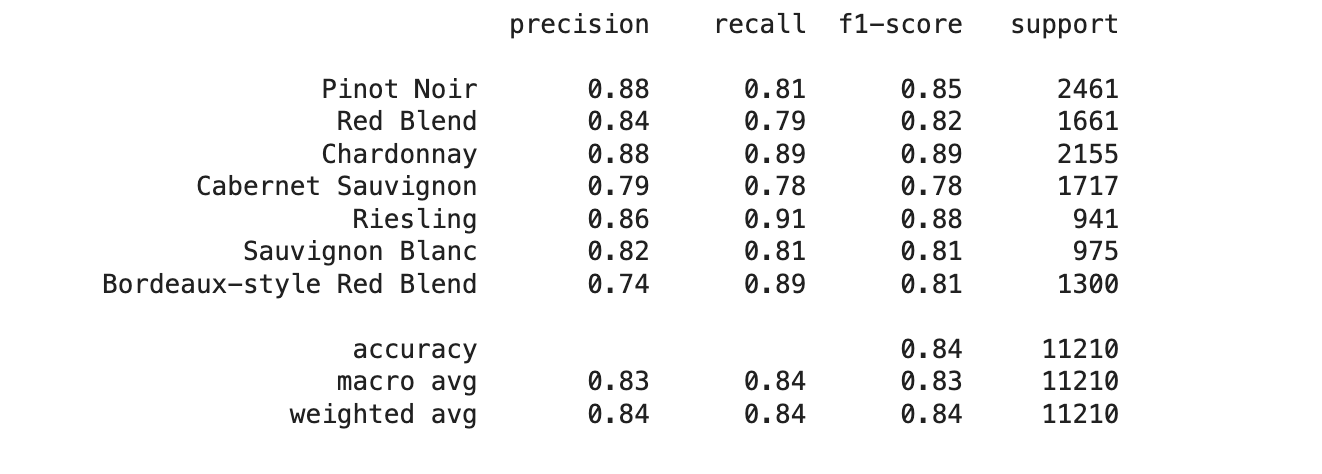 precision recall f1-score support
Pinot Noir 0.88 0.81 0.85 2461
Red Blend 0.84 0.79 0.82 1661
Chardonnay 0.88 0.89 0.89 2155
Cabernet Sauvignon 0.79 0.78 0.78 1717
Riesling 0.86 0.91 0.88 941
Sauvignon Blanc 0.82 0.81 0.81 975
Bordeaux-style Red Blend 0.74 0.89 0.81 1300
accuracy 0.84 11210
macro avg 0.83 0.84 0.83 11210
weighted avg 0.84 0.84 0.84 11210